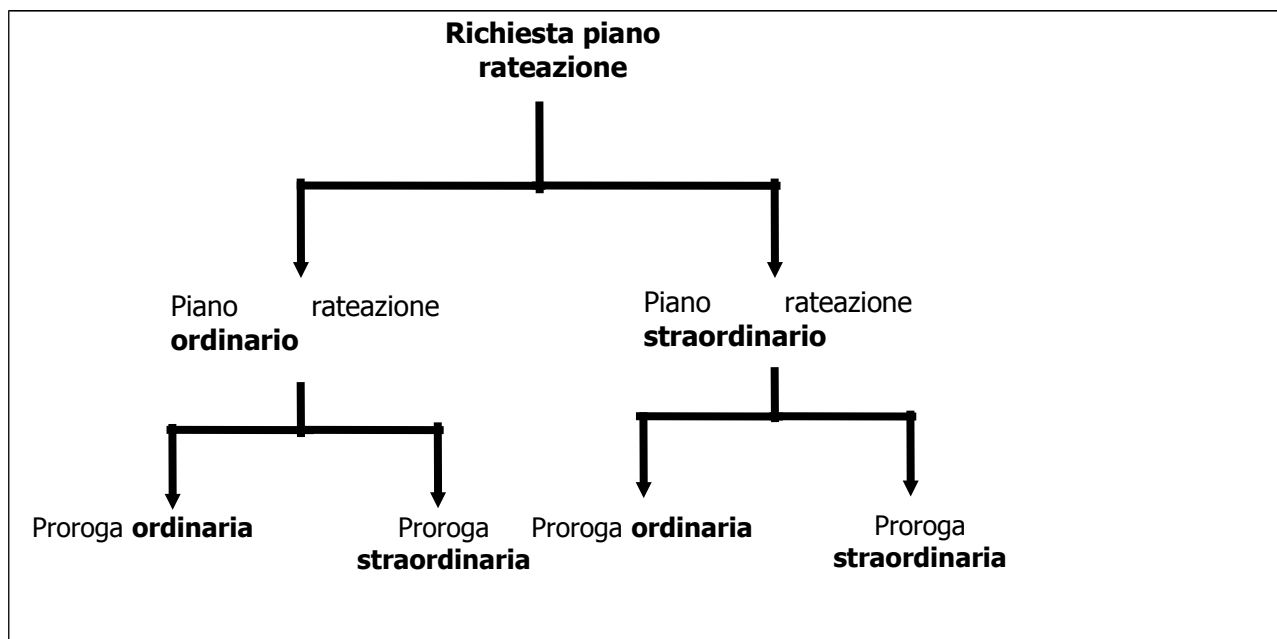 Richiesta piano
rateazione
Piano rateazione
ordinario
Piano rateazione
straordinario
Proroga ordinaria
Proroga
straordinaria
Proroga ordinaria
Proroga
straordinaria